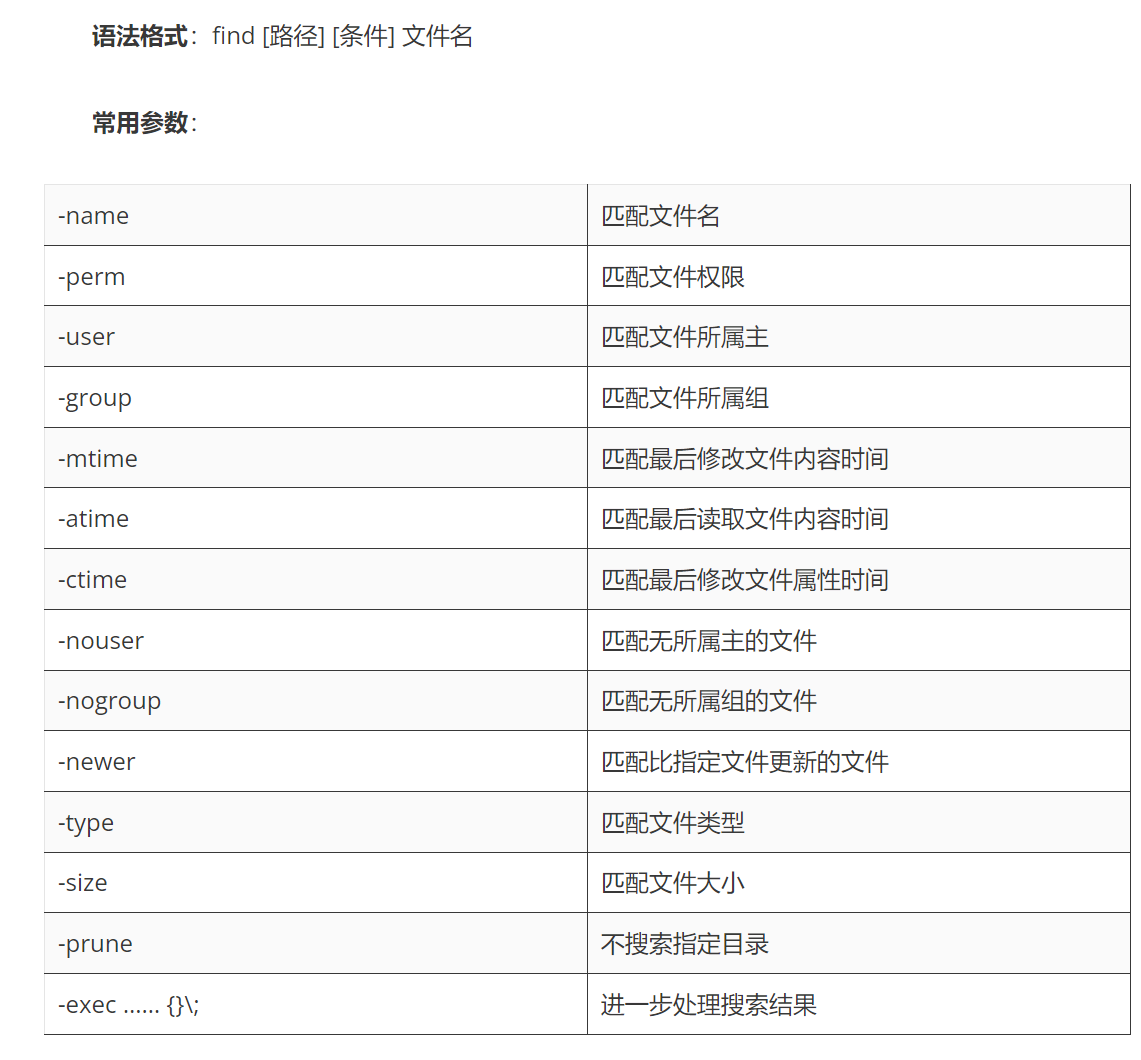 语法格式：find [路径] [条件] 文件名
常用参数：
-name 匹配文件名
-perm 匹配文件权限
-user 匹配文件所属主
-group 匹配文件所属组
-mtime 匹配最后修改文件内容时间
-atime 匹配最后读取文件内容时间
-ctime 匹配最后修改文件属性时间
-nouser 匹配无所属主的文件
-nogroup 匹配无所属组的文件
-newer 匹配比指定文件更新的文件
-type 匹配文件类型
-size 匹配文件大小
-prune 不搜索指定目录
-exec …… {}\; 进一步处理搜索结果